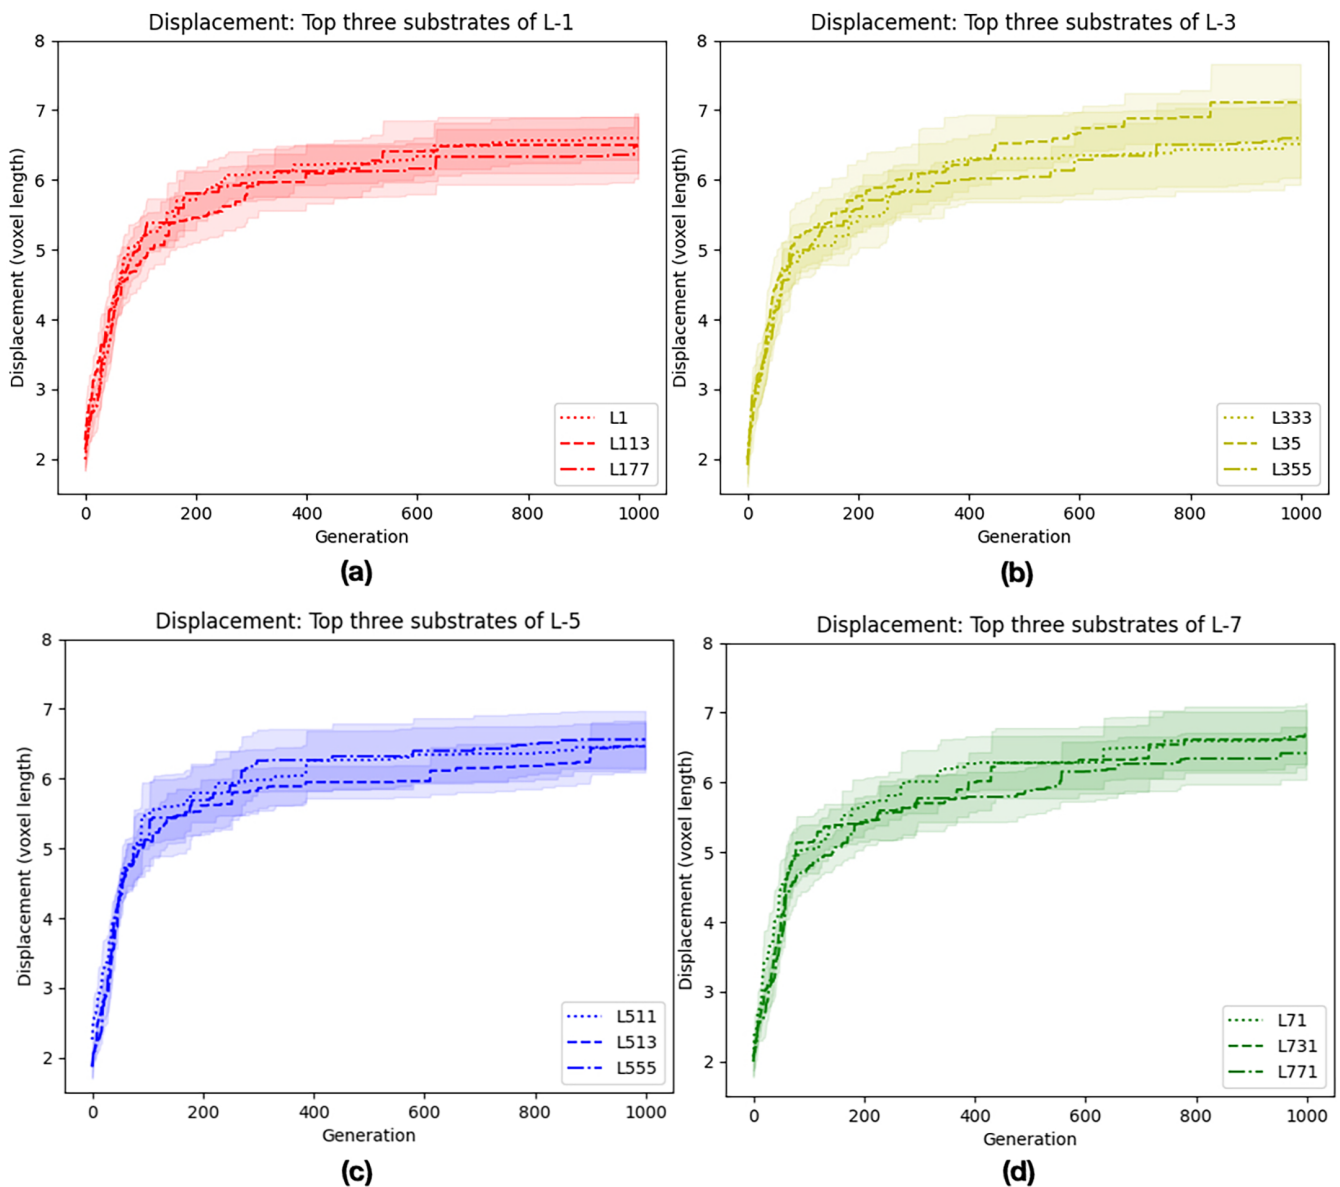 Displacement: Top three substrates of L-1
8
7
6
5
4
3
2
Displacement (voxel length)
L1
L113
L177
0 200 400 600 800 1000
Generation
(a)
Displacement: Top three substrates of L-3
8
7
6
5
4
3
2
Displacement (voxel length)
L333
L35
L355
0 200 400 600 800 1000
Generation
(b)
Displacement: Top three substrates of L-5
8
7
6
5
4
3
2
Displacement (voxel length)
L511
L513
L555
0 200 400 600 800 1000
Generation
(c)
Displacement: Top three substrates of L-7
8
7
6
5
4
3
2
Displacement (voxel length)
L71
L731
L771
0 200 400 600 800 1000
Generation
(d)